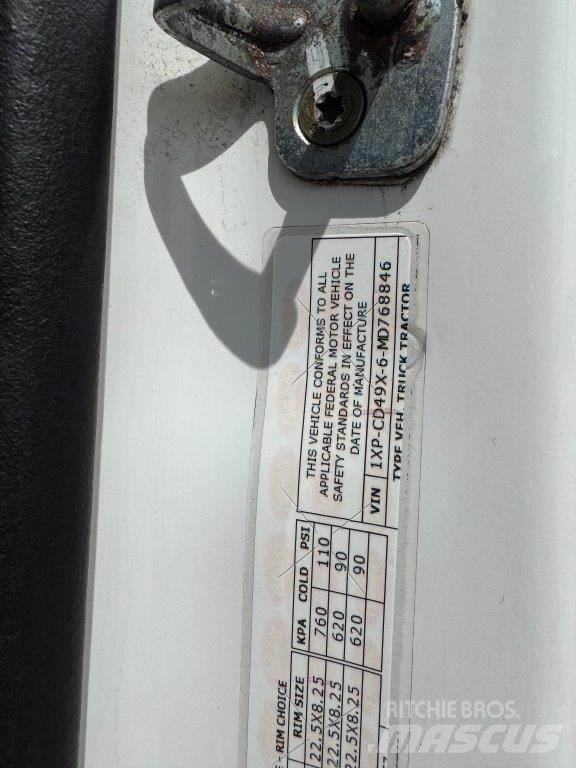 THIS VEHICLE CONFORMS TO ALL
APPLICABLE FEDERAL MOTOR VEHICLE
SAFETY STANDARDS IN EFFECT ON THE
DATE OF MANUFACTURE
VIN 1XP-CD49X-6-MD768846
TYPE VEH. TRUCK TRACTOR
RIM CHOICE
RIM SIZE KPA COLD PSI
22.5X8.25 760 110
22.5X8.25 620 90
22.5X8.25 620 90
RITCHIE BROS.
MASCUS